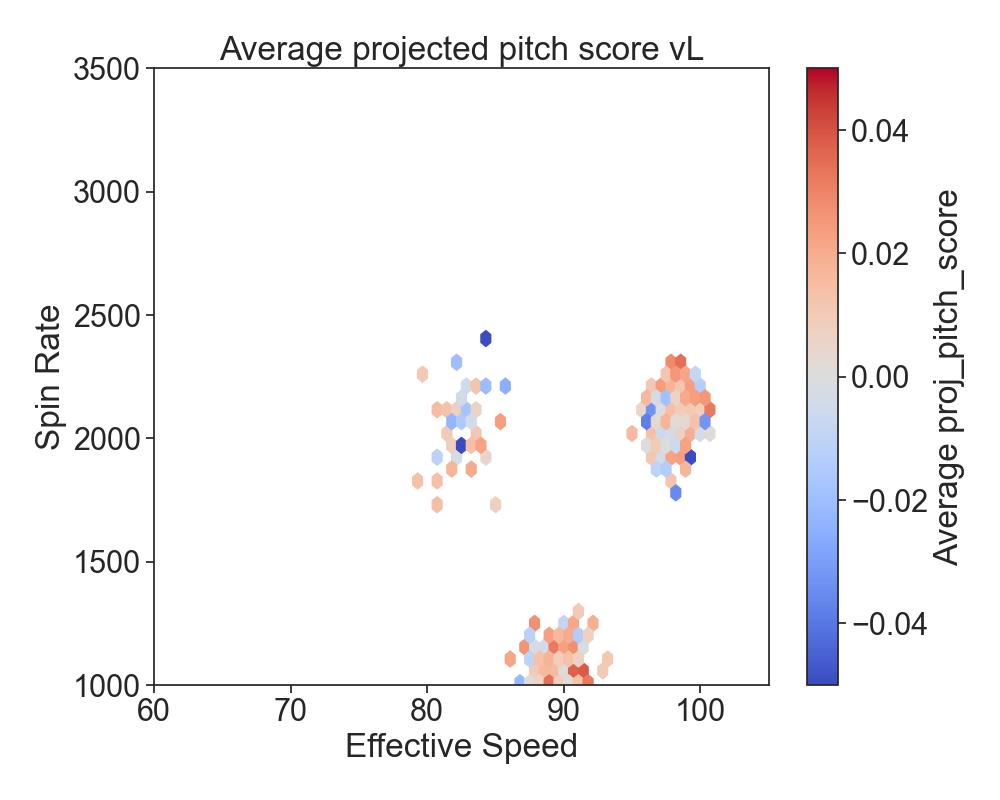 Average projected pitch score vL
3500
3000
2500
2000
1500
1000
Spin Rate
60 70 80 90 100
Effective Speed
0.04
0.02
0.00
−0.02
−0.04
Average proj_pitch_score